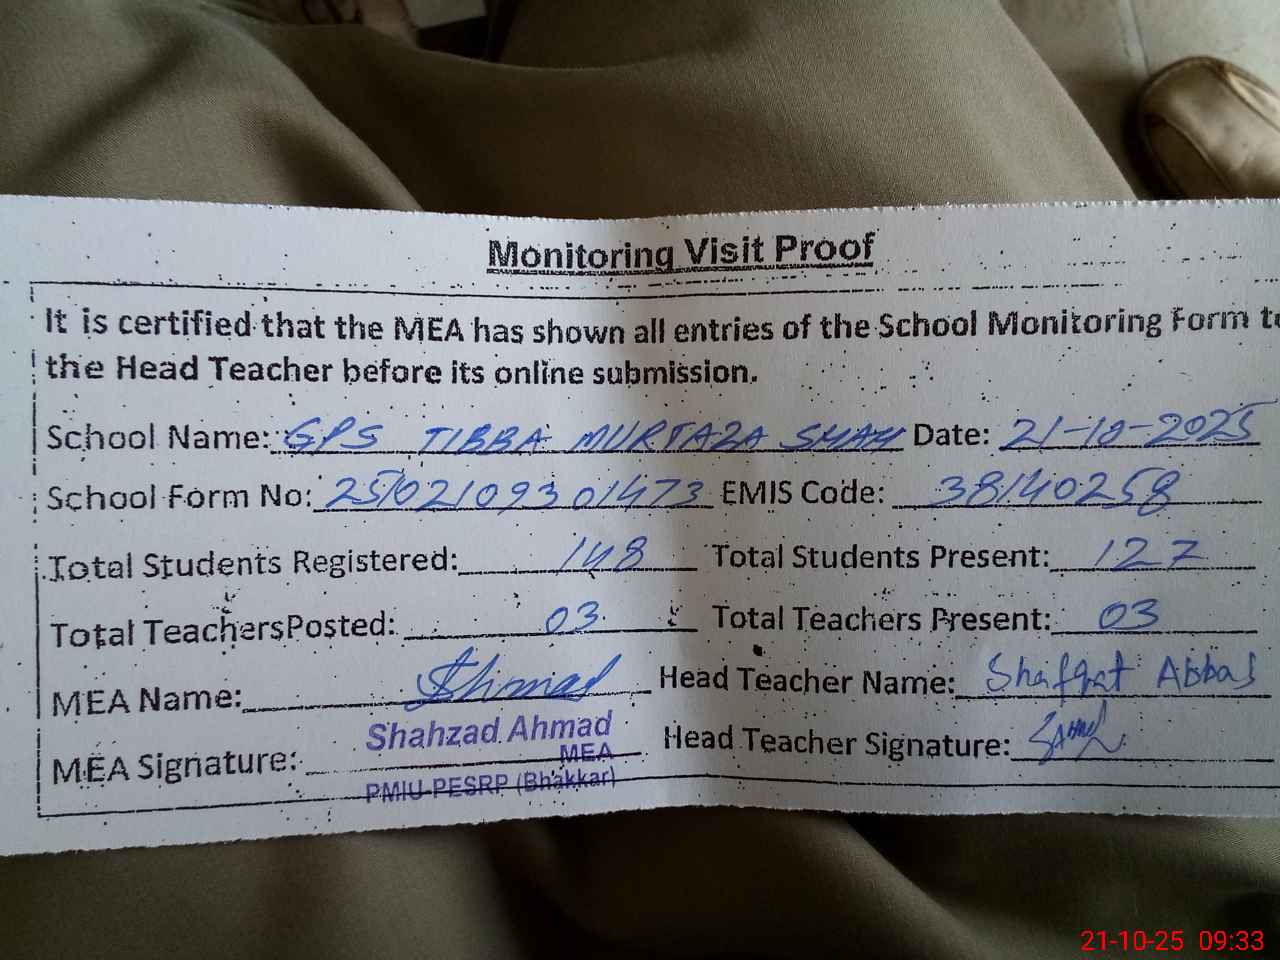 Monitoring Visit Proof
It is certified that the MEA has shown all entries of the School Monitoring Form to
the Head Teacher before its online submission.
School Name: GPS TIBBA MURTAZA SHAH Date: 21-10-2025
School Form No: 25102109301473 EMIS Code: 38140258
Total Students Registered: 148 Total Students Present: 127
Total TeachersPosted: 03 Total Teachers Present: 03
MEA Name: Ahmad Head Teacher Name: Shafqat Abbas
MEA Signature: Shahzad Ahmad Head Teacher Signature:
MEA
PMIU-PESRP (Bhakkar)
21-10-25 09:33